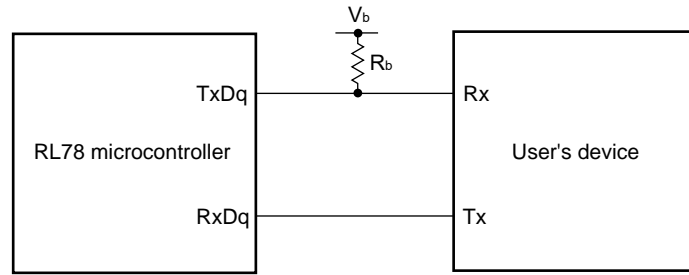 Vb
Rb
TxDq
Rx
RL78 microcontroller
User's device
RxDq
Tx